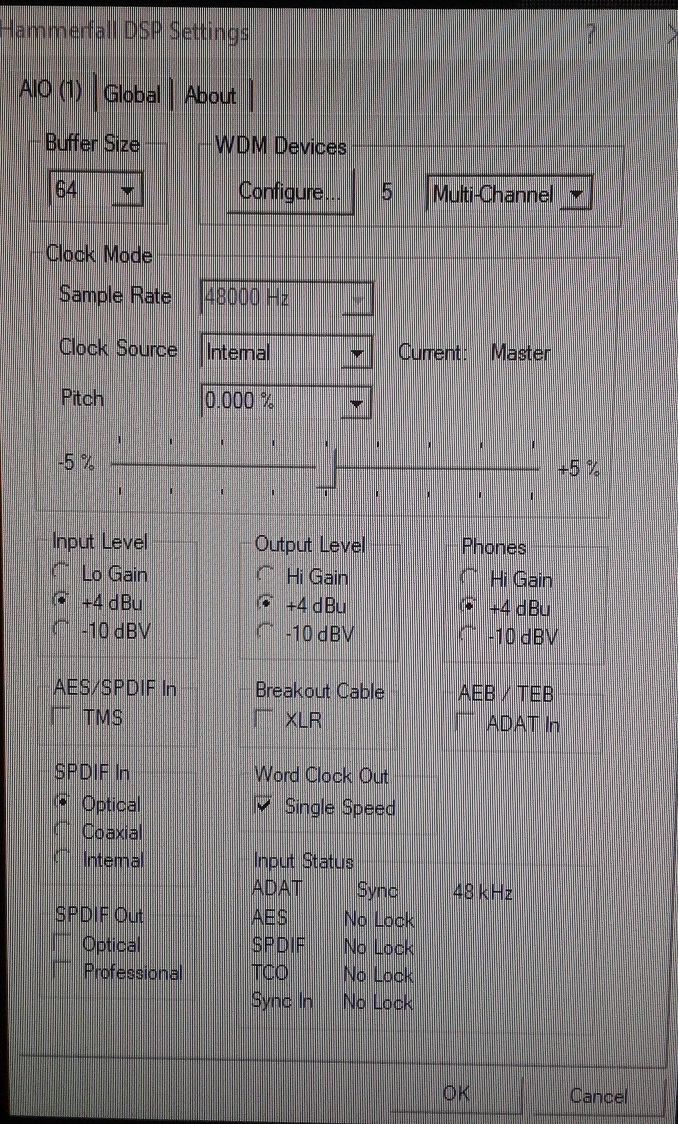 Hammerfall DSP Settings ?
AIO (1) Global About
Buffer Size WDM Devices
64 Configure... 5 Multi-Channel
Clock Mode
Sample Rate 48000 Hz
Clock Source Internal Current: Master
Pitch 0.000 %
-5 % +5 %
Input Level Output Level Phones
Lo Gain Hi Gain Hi Gain
+4 dBu +4 dBu +4 dBu
-10 dBV -10 dBV -10 dBV
AES/SPDIF In Breakout Cable AEB / TEB
TMS XLR ADAT In
SPDIF In Word Clock Out
Optical Single Speed
Coaxial
Internal
Input Status
ADAT Sync 48 kHz
SPDIF Out AES No Lock
Optical SPDIF No Lock
Professional TCO No Lock
Sync In No Lock
OK Cancel